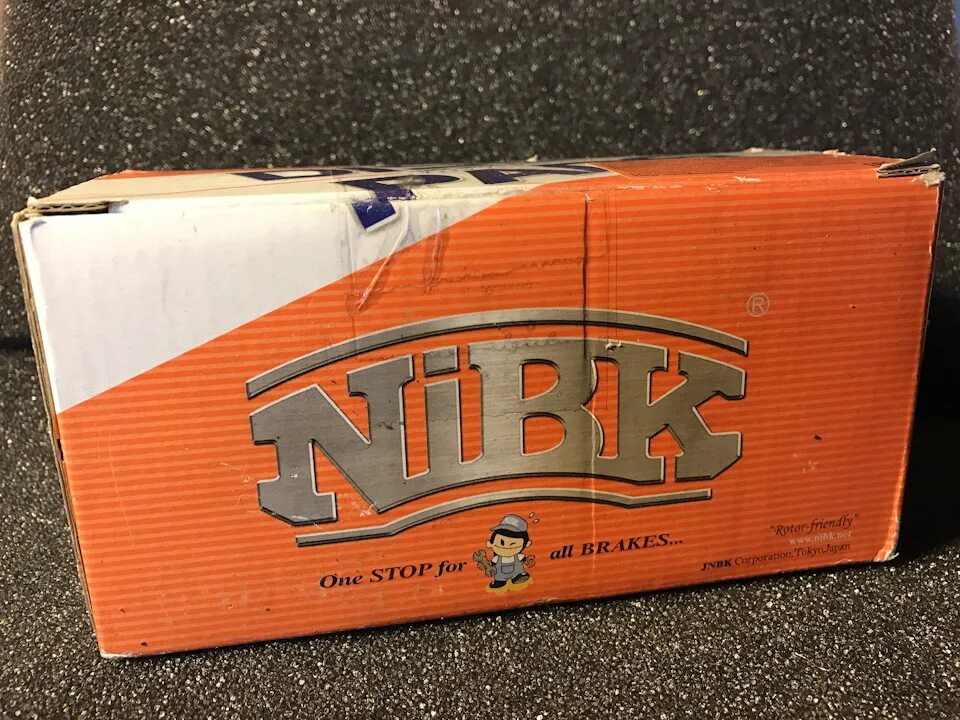 NiBK
®
One STOP for all BRAKES...
"Rotor-friendly"
www.nibk.net
JNBK Corporation,Tokyo,Japan